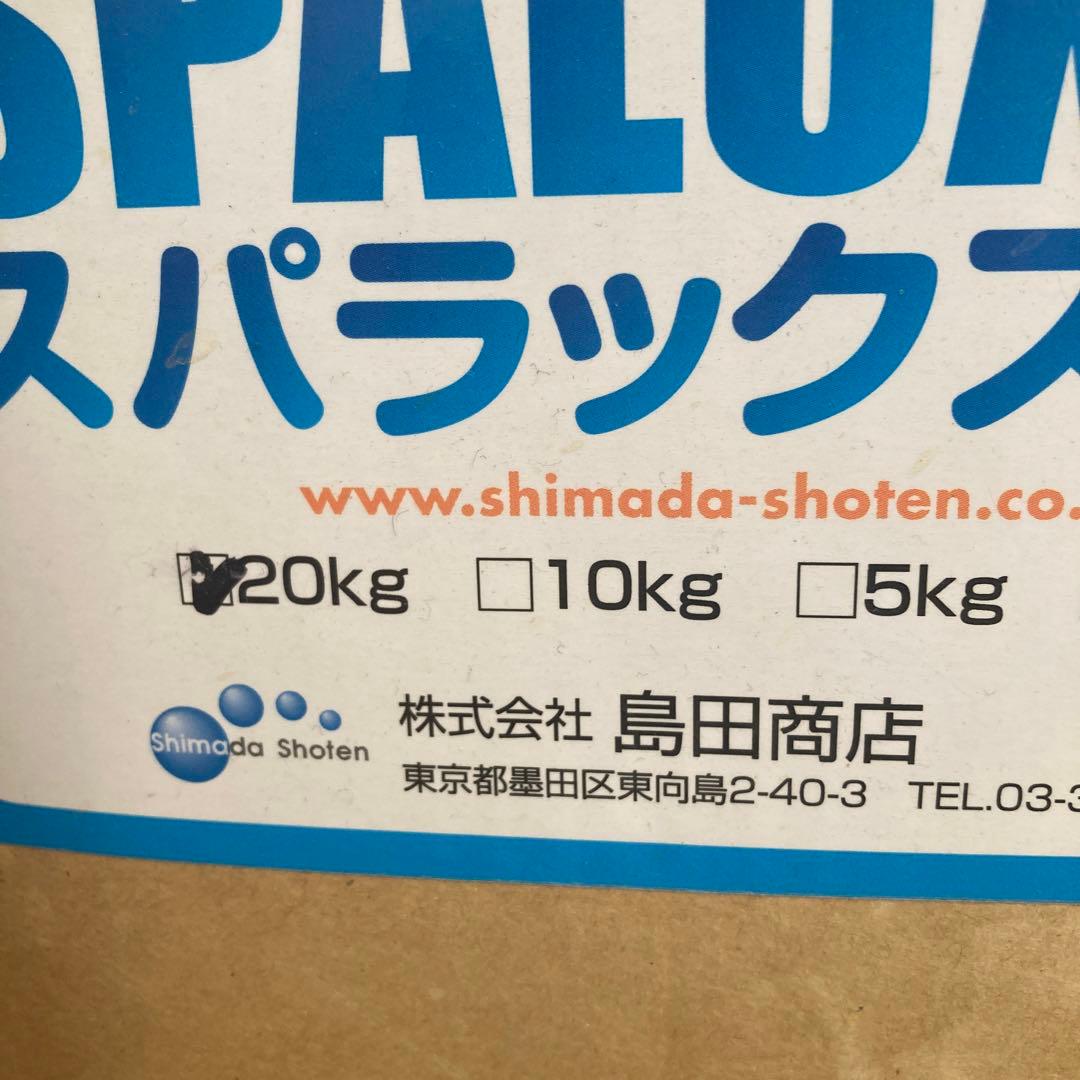 SPALUX
スパラックス
www.shimada-shoten.co.
20kg 10kg 5kg
Shimada Shoten
株式会社 島田商店
東京都墨田区東向島2-40-3 TEL.03-3